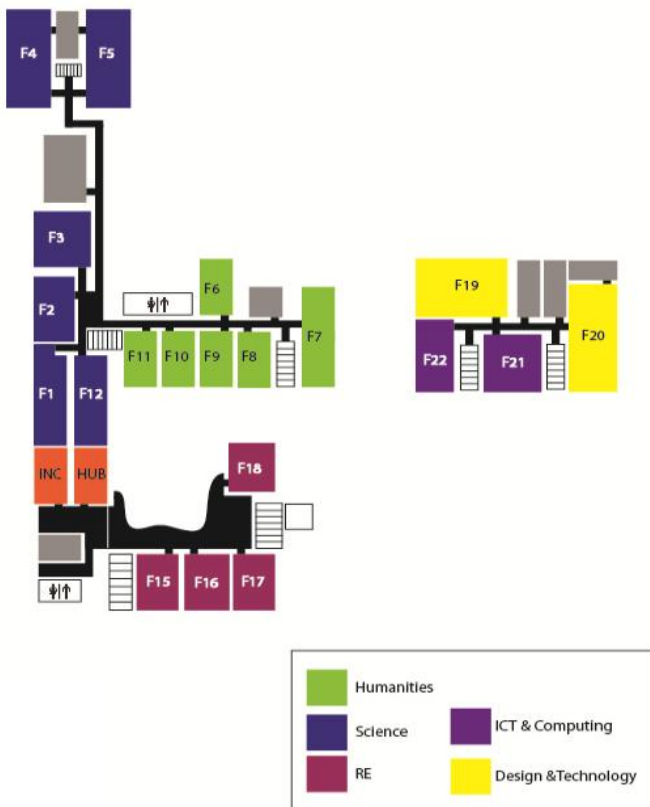 F4
F5
F3
F2
F6
F19
F7
F20
F11
F10
F9
F8
F22
F21
F1
F12
INC
HUB
F18
F15
F16
F17
Humanities
Science
RE
ICT & Computing
Design &Technology